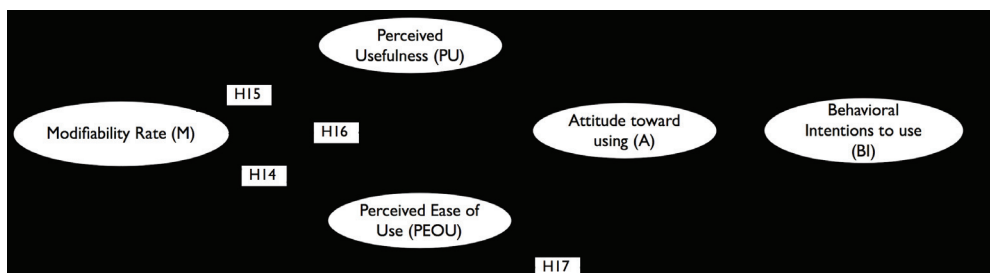 Perceived
Usefulness (PU)
H15
Modifiability Rate (M)
H16
Attitude toward
using (A)
Behavioral
Intentions to use
(BI)
H14
Perceived Ease of
Use (PEOU)
H17